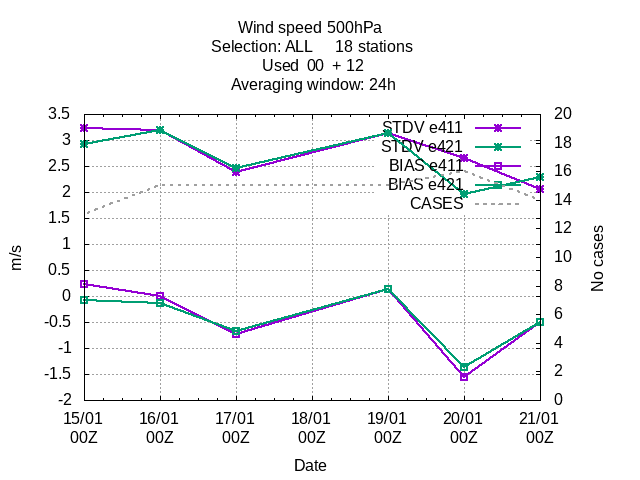 Wind speed 500hPa
Selection: ALL 18 stations
Used 00 + 12
Averaging window: 24h
3.5
3
2.5
2
1.5
1
0.5
0
-0.5
-1
-1.5
-2
m/s
STDV e411
STDV e421
BIAS e411
BIAS e421
CASES
20
18
16
14
12
10
8
6
4
2
0
No cases
15/01 16/01 17/01 18/01 19/01 20/01 21/01
00Z 00Z 00Z 00Z 00Z 00Z 00Z
Date